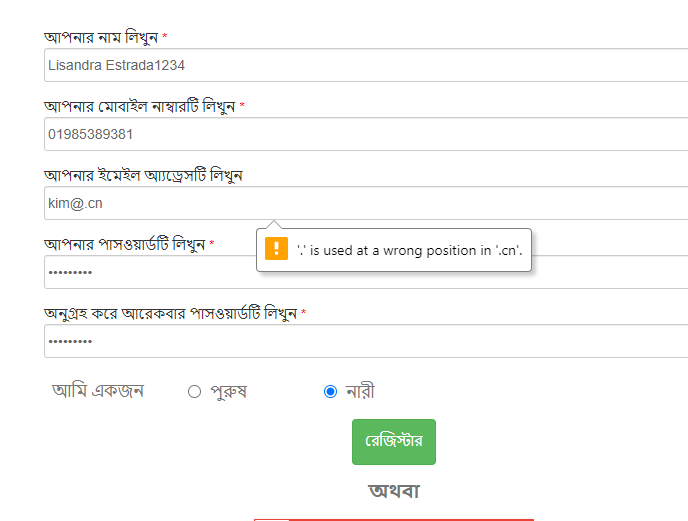 আপনার নাম লিখুন *
Lisandra Estrada1234
আপনার মোবাইল নাম্বারটি লিখুন *
01985389381
আপনার ইমেইল অ্যাড্রেসটি লিখুন
kim@.cn
'.' is used at a wrong position in '.cn'.
আপনার পাসওয়ার্ডটি লিখুন *
•••••••••
অনুগ্রহ করে আরেকবার পাসওয়ার্ডটি লিখুন *
•••••••••
আমি একজন পুরুষ নারী
রেজিস্টার
অথবা